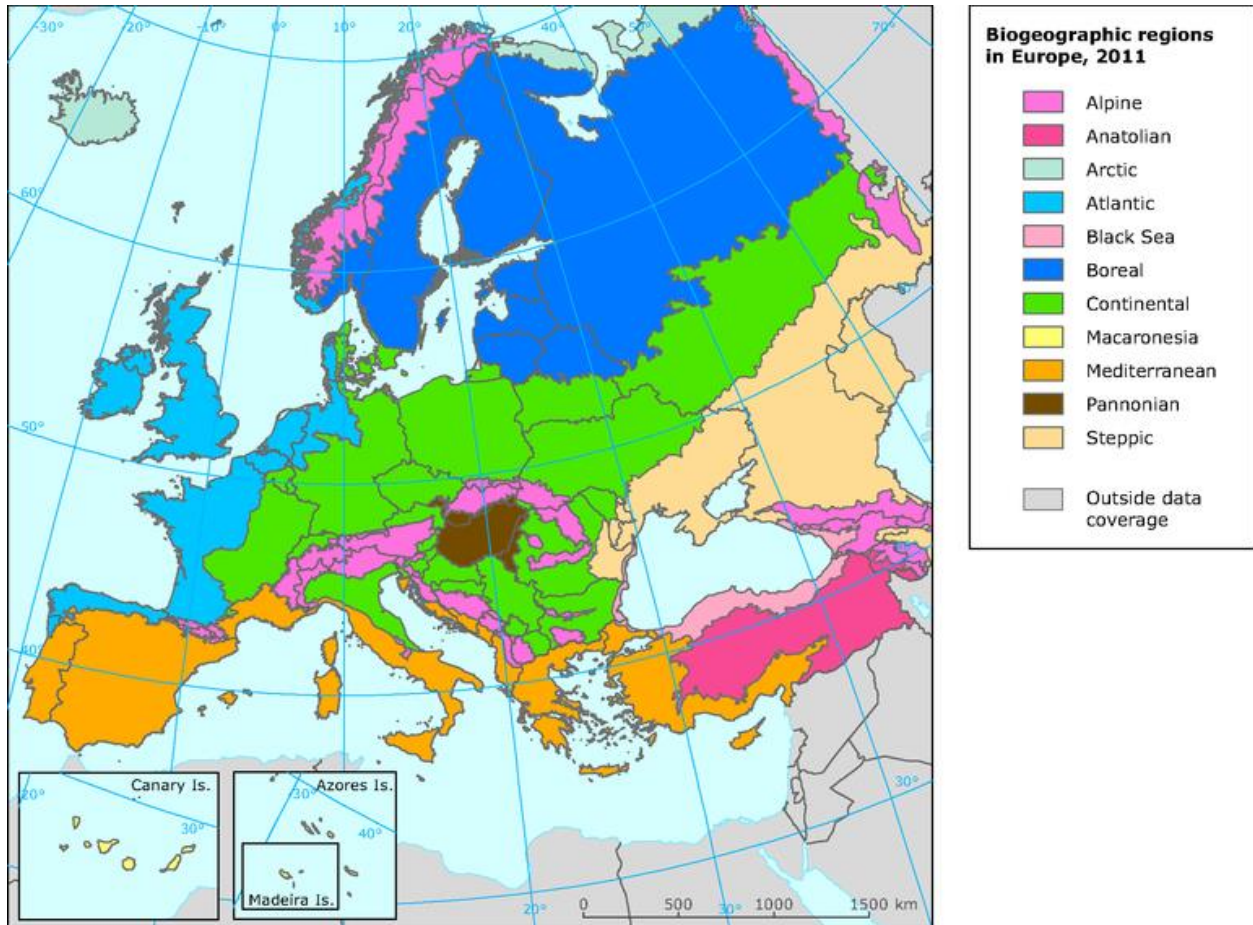 -30°
-20°
-10°
0°
10°
20°
30°
40°
50°
60°
70°
60°
50°
40°
Canary Is.
20°
30°
Azores Is.
-30°
40°
Madeira Is.
20°
30°
30°
0 500 1000 1500 km
Biogeographic regions
in Europe, 2011
Alpine
Anatolian
Arctic
Atlantic
Black Sea
Boreal
Continental
Macaronesia
Mediterranean
Pannonian
Steppic
Outside data
coverage